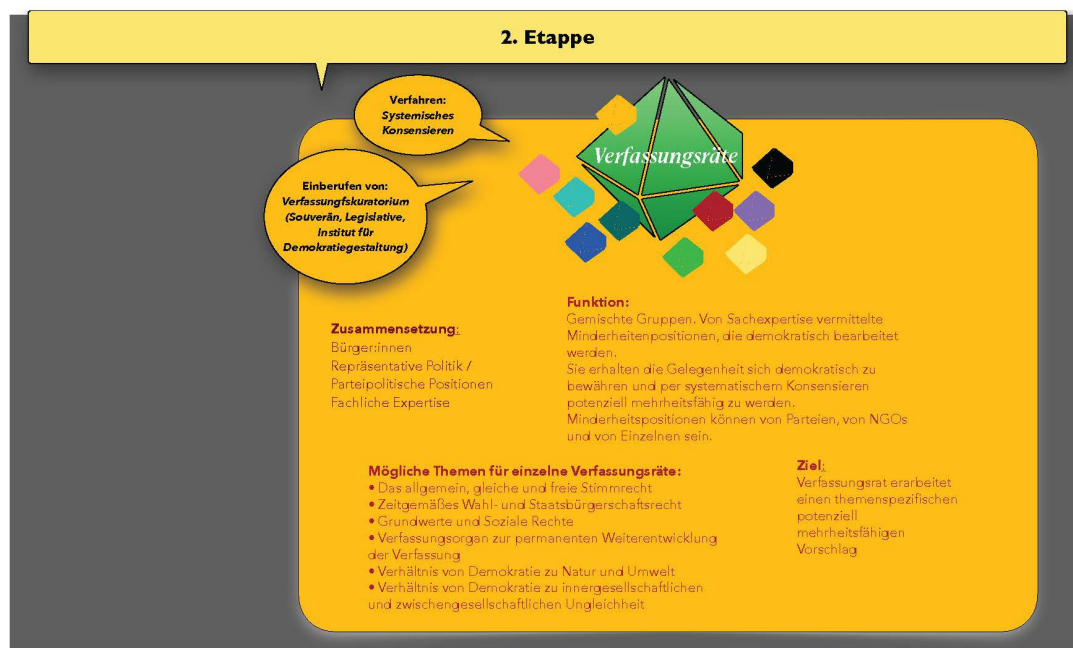 2. Etappe
Verfahren:
Systemisches
Konsensieren
Verfassungsräte
Einberufen von:
Verfassungfskuratorium
(Souverän, Legislative,
Institut für
Demokratiegestaltung)
Zusammensetzung:
Bürger:innen
Repräsentative Politik /
Parteipolitische Positionen
Fachliche Expertise
Funktion:
Gemischte Gruppen. Von Sachexpertise vermittelte
Minderheitenpositionen, die demokratisch bearbeitet
werden.
Sie erhalten die Gelegenheit sich demokratisch zu
bewähren und per systematischem Konsensieren
potenziell mehrheitsfähig zu werden.
Minderheitspositionen können von Parteien, von NGOs
und von Einzelnen sein.
Mögliche Themen für einzelne Verfassungsräte:
• Das allgemein, gleiche und freie Stimmrecht
• Zeitgemäßes Wahl- und Staatsbürgerschaftsrecht
• Grundwerte und Soziale Rechte
• Verfassungsorgan zur permanenten Weiterentwicklung
der Verfassung
• Verhältnis von Demokratie zu Natur und Umwelt
• Verhältnis von Demokratie zu innergesellschaftlichen
und zwischengesellschaftlichen Ungleichheit
Ziel:
Verfassungsrat erarbeitet
einen themenspezifischen
potenziell
mehrheitsfähigen
Vorschlag